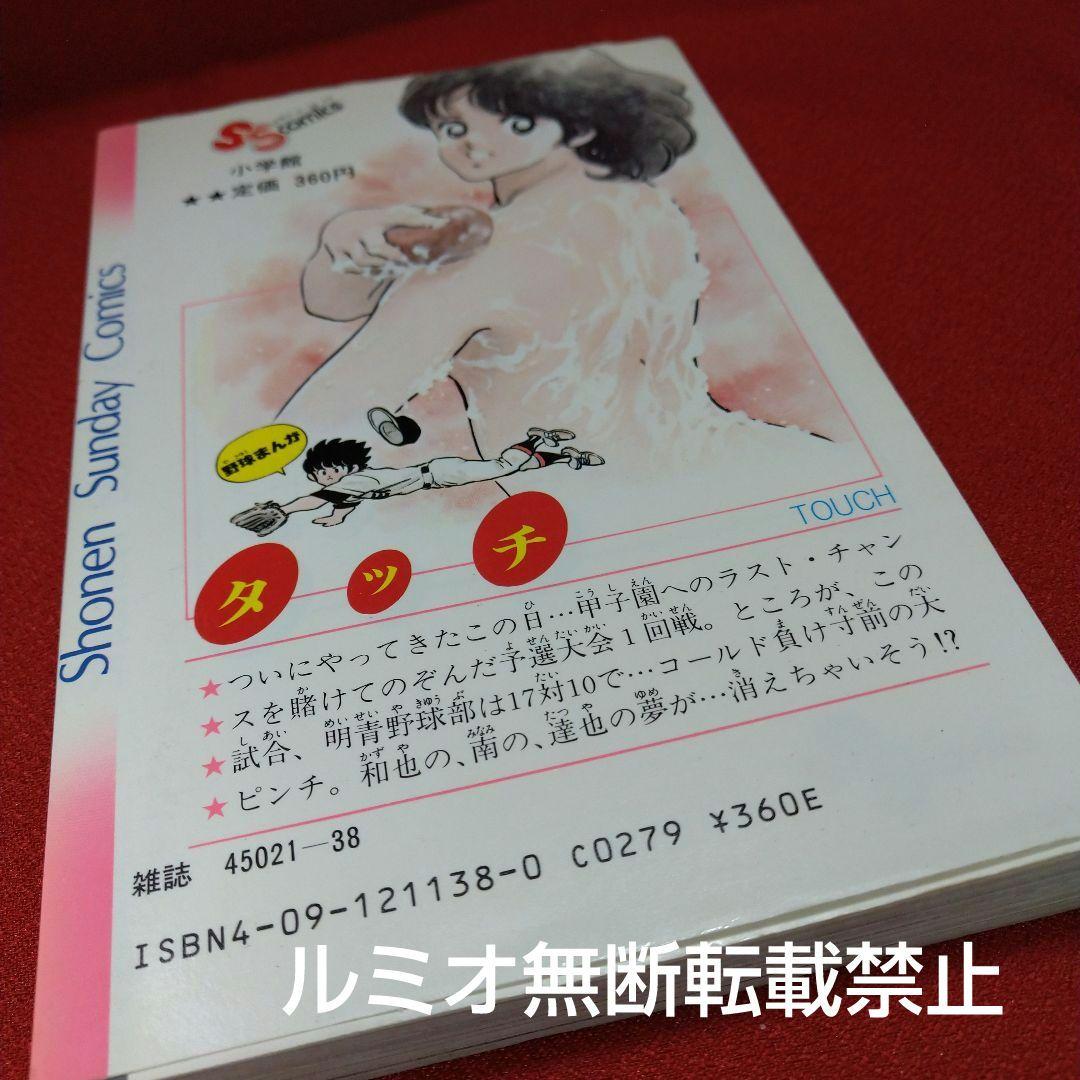 SS comics
小学館
★★定価 360円
Shonen Sunday Comics
野球まんが
タッチ
TOUCH
★ついにやってきたこの日…甲子園へのラスト・チャン
★スを賭けてのぞんだ予選大会1回戦。ところが、この
★試合、明青野球部は17対10で…コールド負け寸前の大
★ピンチ。和也の、南の、達也の夢が…消えちゃいそう!?
雑誌 45021-38
ISBN4-09-121138-0 C0279 ¥360E
ルミオ無断転載禁止